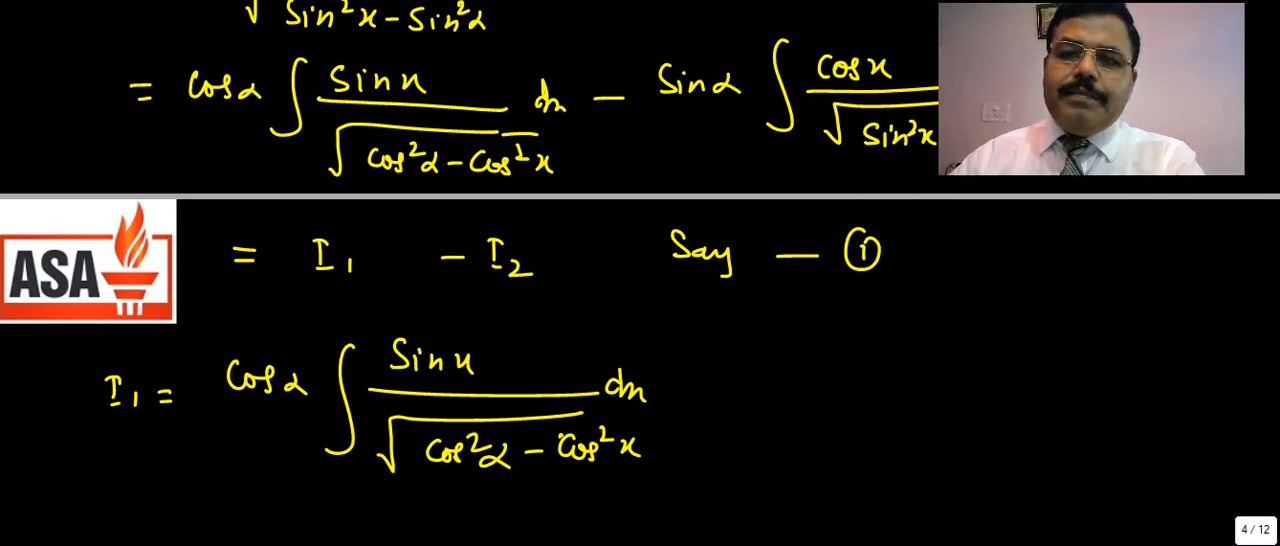 √ Sin²x – Sin²α
= Cosα ∫ Sinx / √(Cos²α – Cos²x) dx – Sinα ∫ Cosx / √ Sin²x
ASA
= I₁ – I₂ Say — ①
I₁ = Cosα ∫ Sinx / √(Cos²α – Cos²x) dx
4 / 12